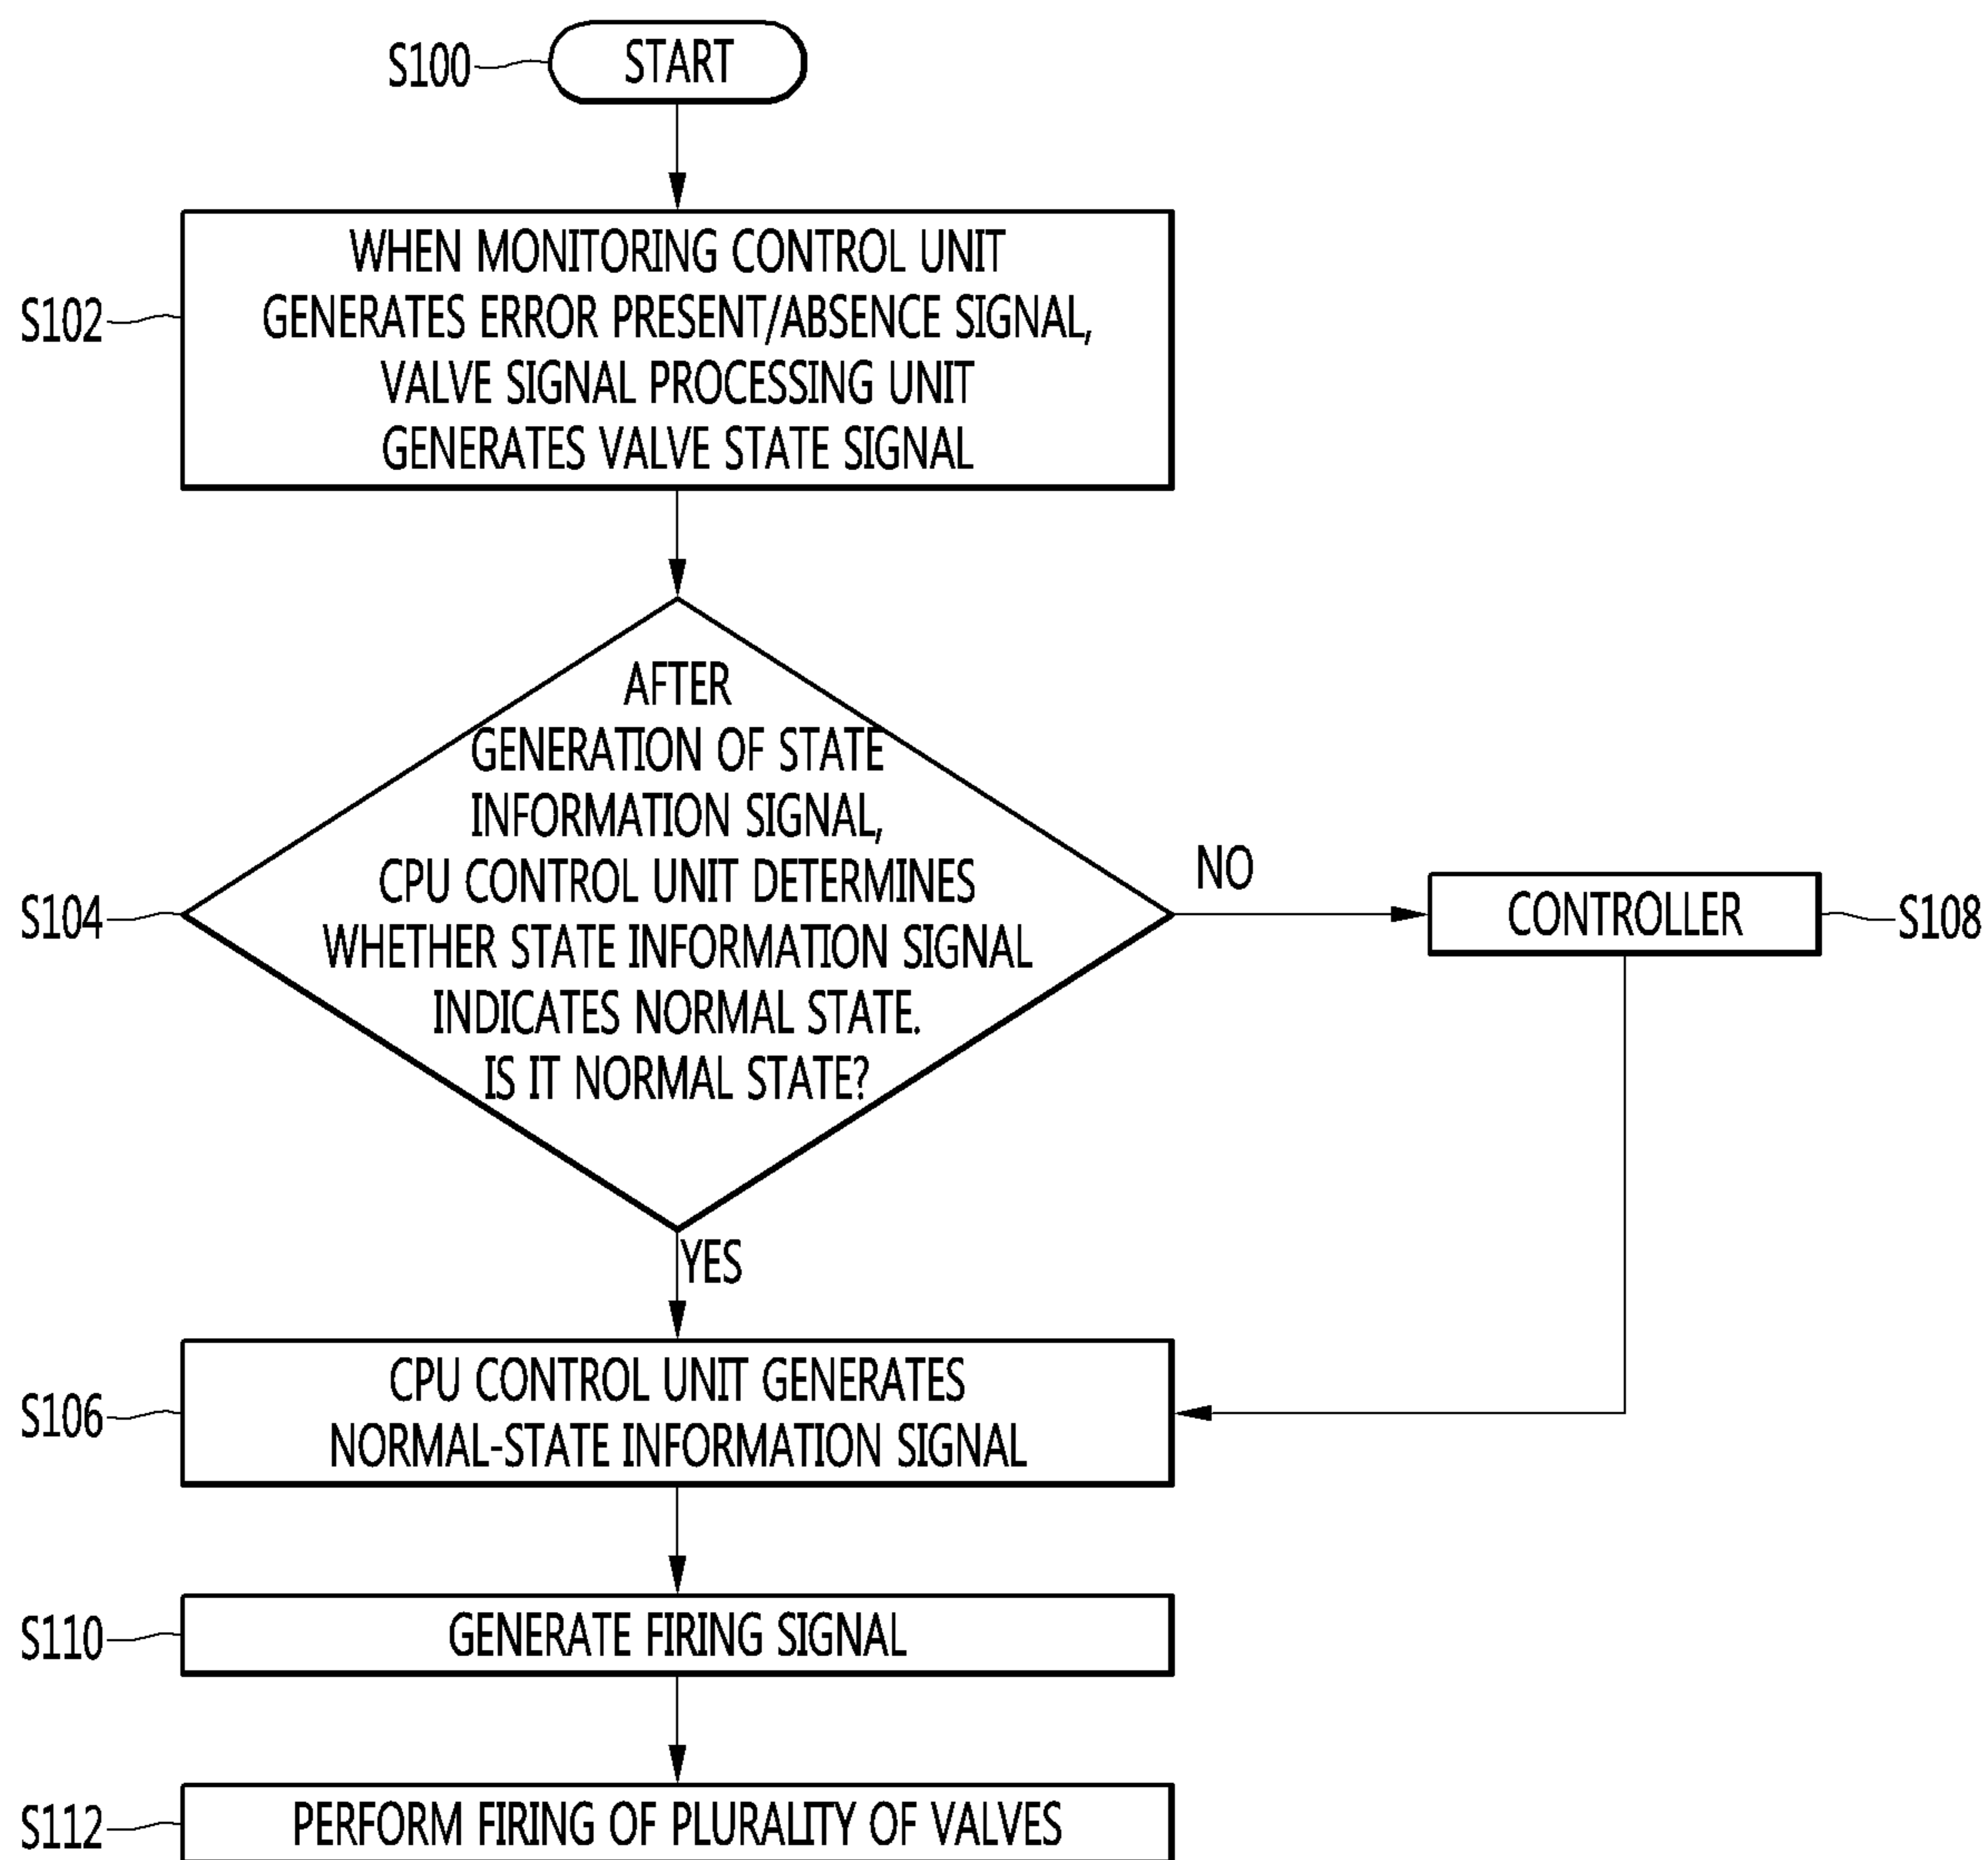 S100
START
S102
WHEN MONITORING CONTROL UNIT
GENERATES ERROR PRESENT/ABSENCE SIGNAL,
VALVE SIGNAL PROCESSING UNIT
GENERATES VALVE STATE SIGNAL
S104
AFTER
GENERATION OF STATE
INFORMATION SIGNAL,
CPU CONTROL UNIT DETERMINES
WHETHER STATE INFORMATION SIGNAL
INDICATES NORMAL STATE.
IS IT NORMAL STATE?
NO
CONTROLLER
S108
YES
S106
CPU CONTROL UNIT GENERATES
NORMAL-STATE INFORMATION SIGNAL
S110
GENERATE FIRING SIGNAL
S112
PERFORM FIRING OF PLURALITY OF VALVES